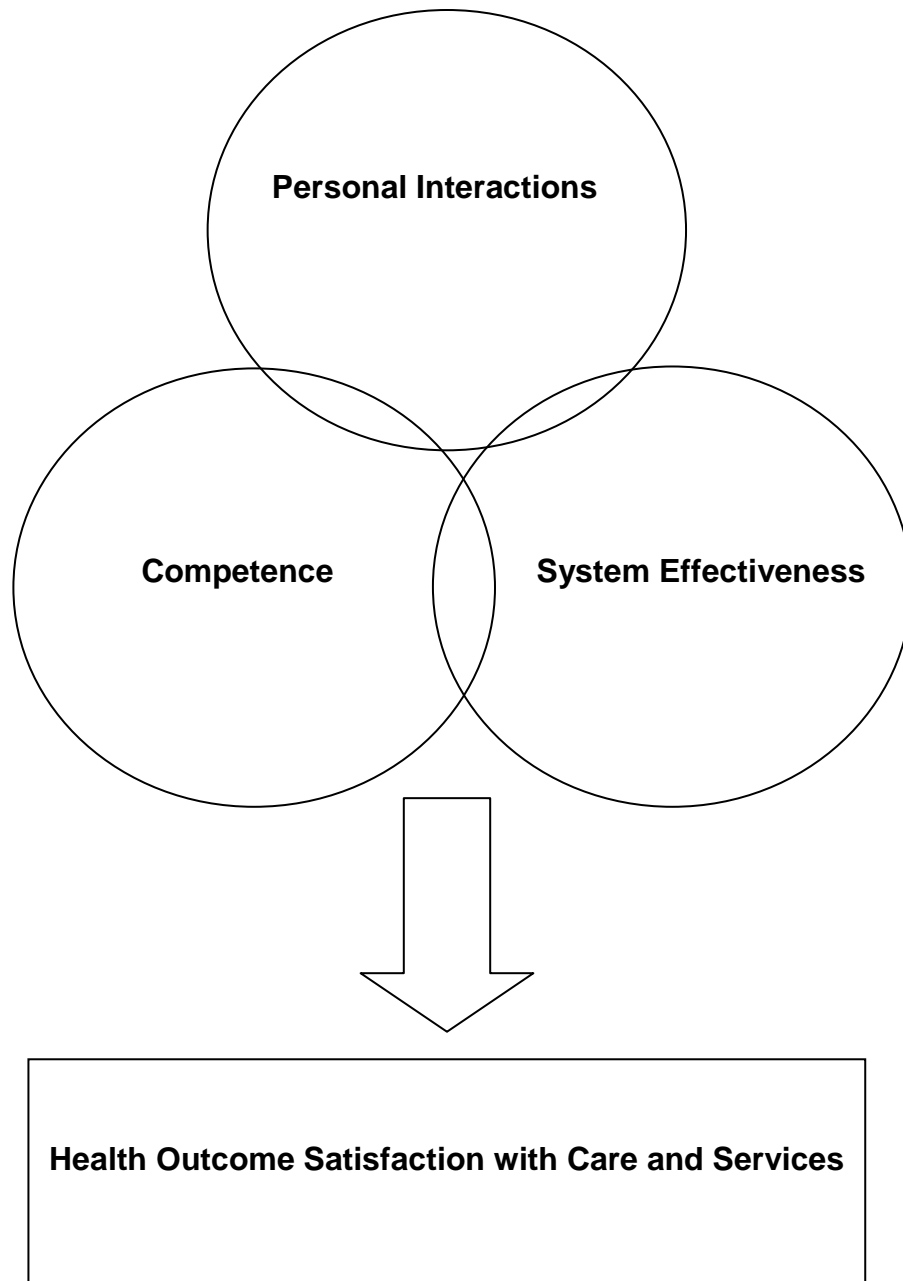 Personal Interactions
Competence
System Effectiveness
Health Outcome Satisfaction with Care and Services